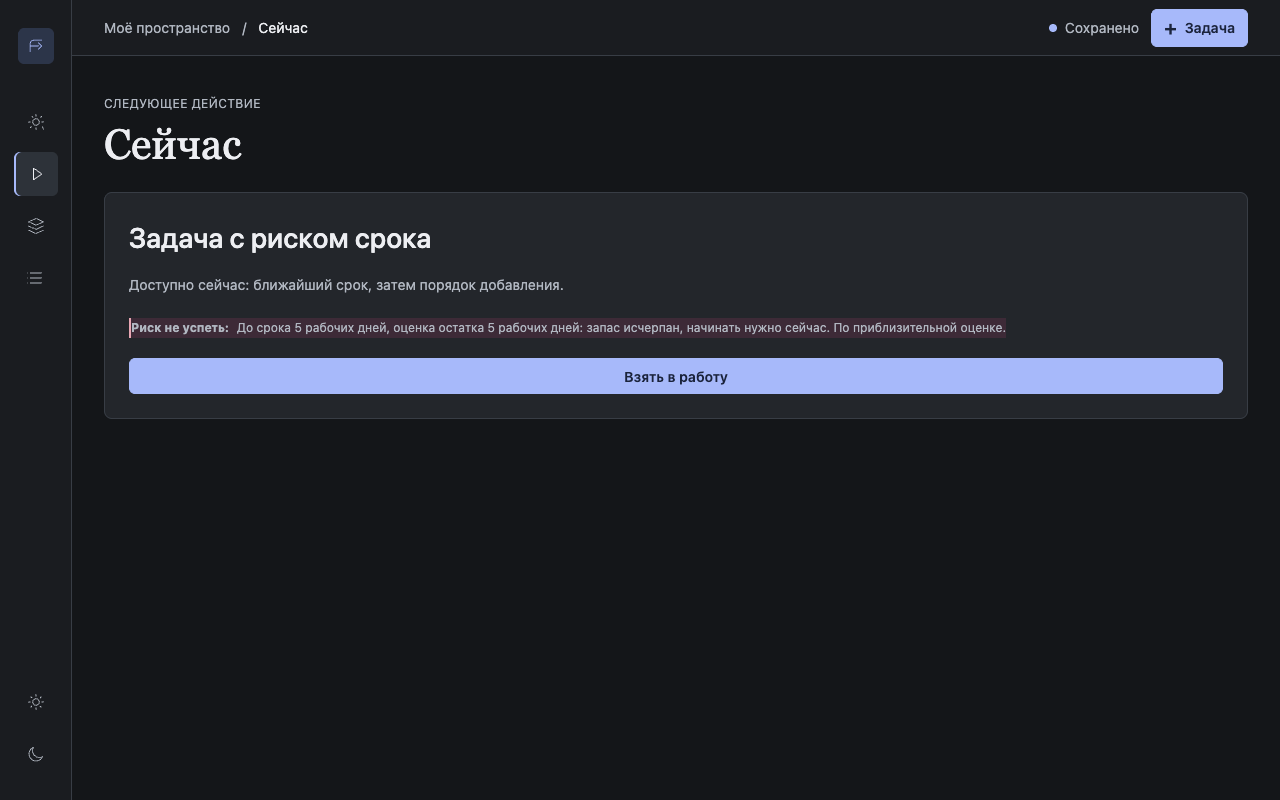 Моё пространство / Сейчас
Сохранено
+ Задача
СЛЕДУЮЩЕЕ ДЕЙСТВИЕ
Сейчас
Задача с риском срока
Доступно сейчас: ближайший срок, затем порядок добавления.
Риск не успеть: До срока 5 рабочих дней, оценка остатка 5 рабочих дней: запас исчерпан, начинать нужно сейчас. По приблизительной оценке.
Взять в работу